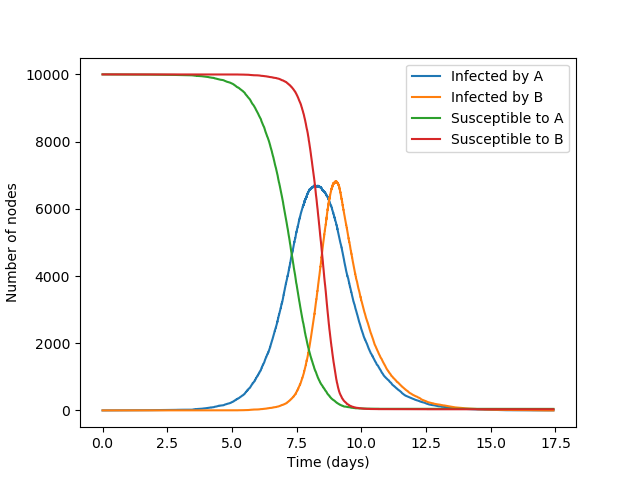 Infected by A
Infected by B
Susceptible to A
Susceptible to B
10000
8000
6000
4000
2000
0
Number of nodes
0.0 2.5 5.0 7.5 10.0 12.5 15.0 17.5
Time (days)